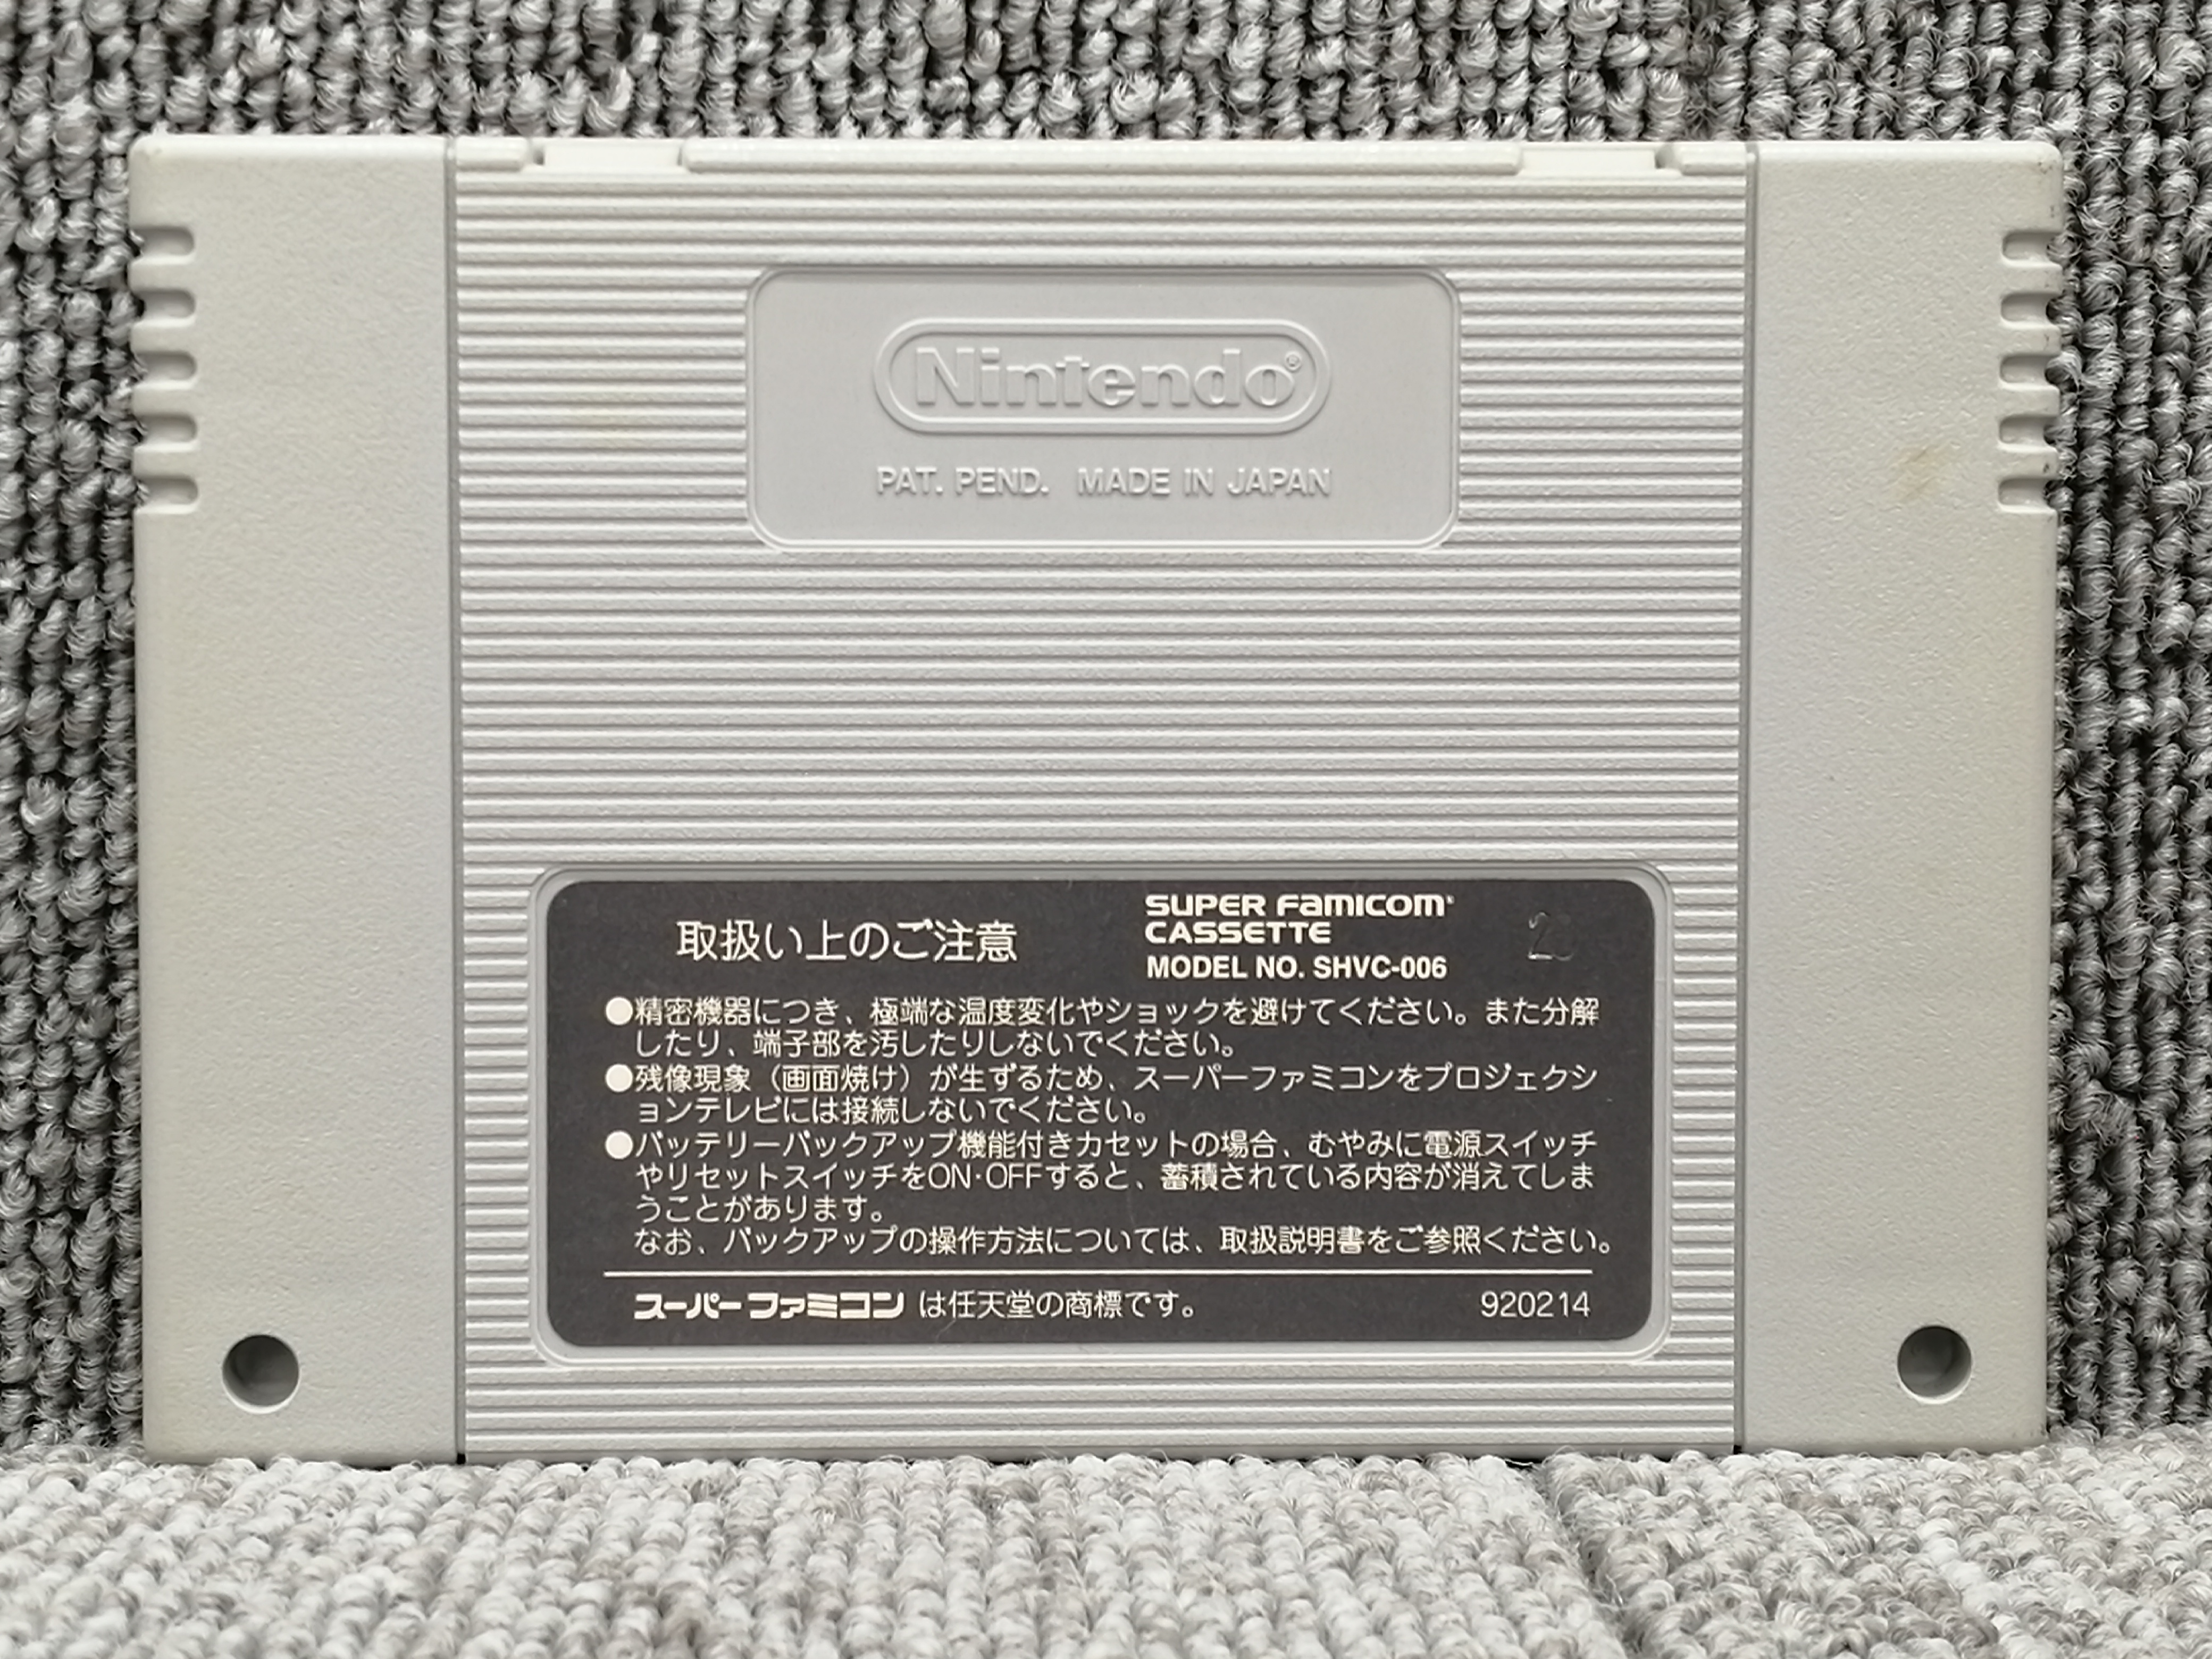 Nintendo®
PAT. PEND. MADE IN JAPAN
取扱い上のご注意
SUPER FAMICOM
CASSETTE
MODEL NO. SHVC-006
●精密機器につき、極端な温度変化やショックを避けてください。また分解
したり、端子部を汚したりしないでください。
●残像現象（画面焼け）が生ずるため、スーパーファミコンをプロジェクシ
ョンテレビには接続しないでください。
●バッテリーバックアップ機能付きカセットの場合、むやみに電源スイッチ
やリセットスイッチをON・OFFすると、蓄積されている内容が消えてしま
うことがあります。
なお、バックアップの操作方法については、取扱説明書をご参照ください。
スーパーファミコン は任天堂の商標です。
920214